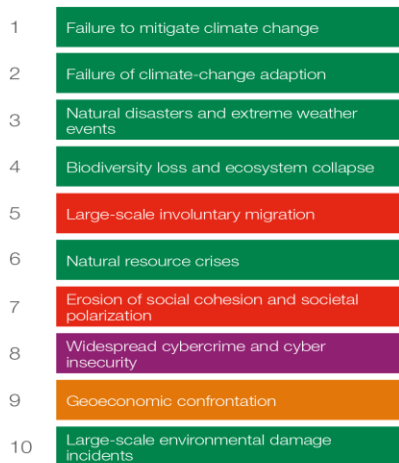 1 Failure to mitigate climate change
2 Failure of climate-change adaption
3 Natural disasters and extreme weather
events
4 Biodiversity loss and ecosystem collapse
5 Large-scale involuntary migration
6 Natural resource crises
7 Erosion of social cohesion and societal
polarization
8 Widespread cybercrime and cyber
insecurity
9 Geoeconomic confrontation
10 Large-scale environmental damage
incidents